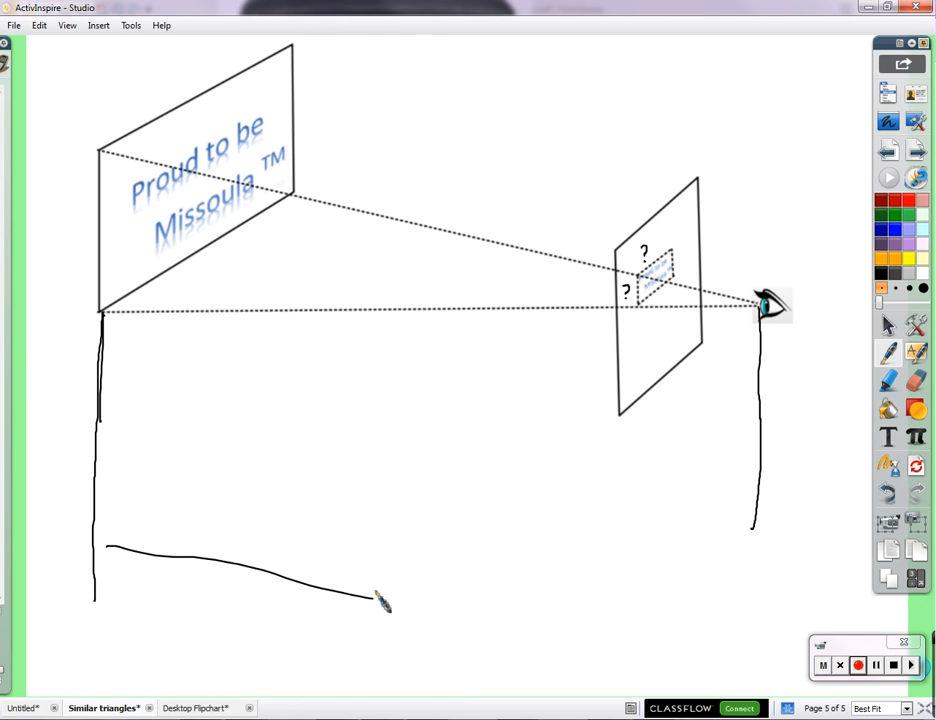 ActivInspire - Studio
File Edit View Insert Tools Help
Proud to be
Missoula ™
?
?
M
Untitled* Similar triangles* Desktop Flipchart* CLASSFLOW Connect Page 5 of 5 Best Fit